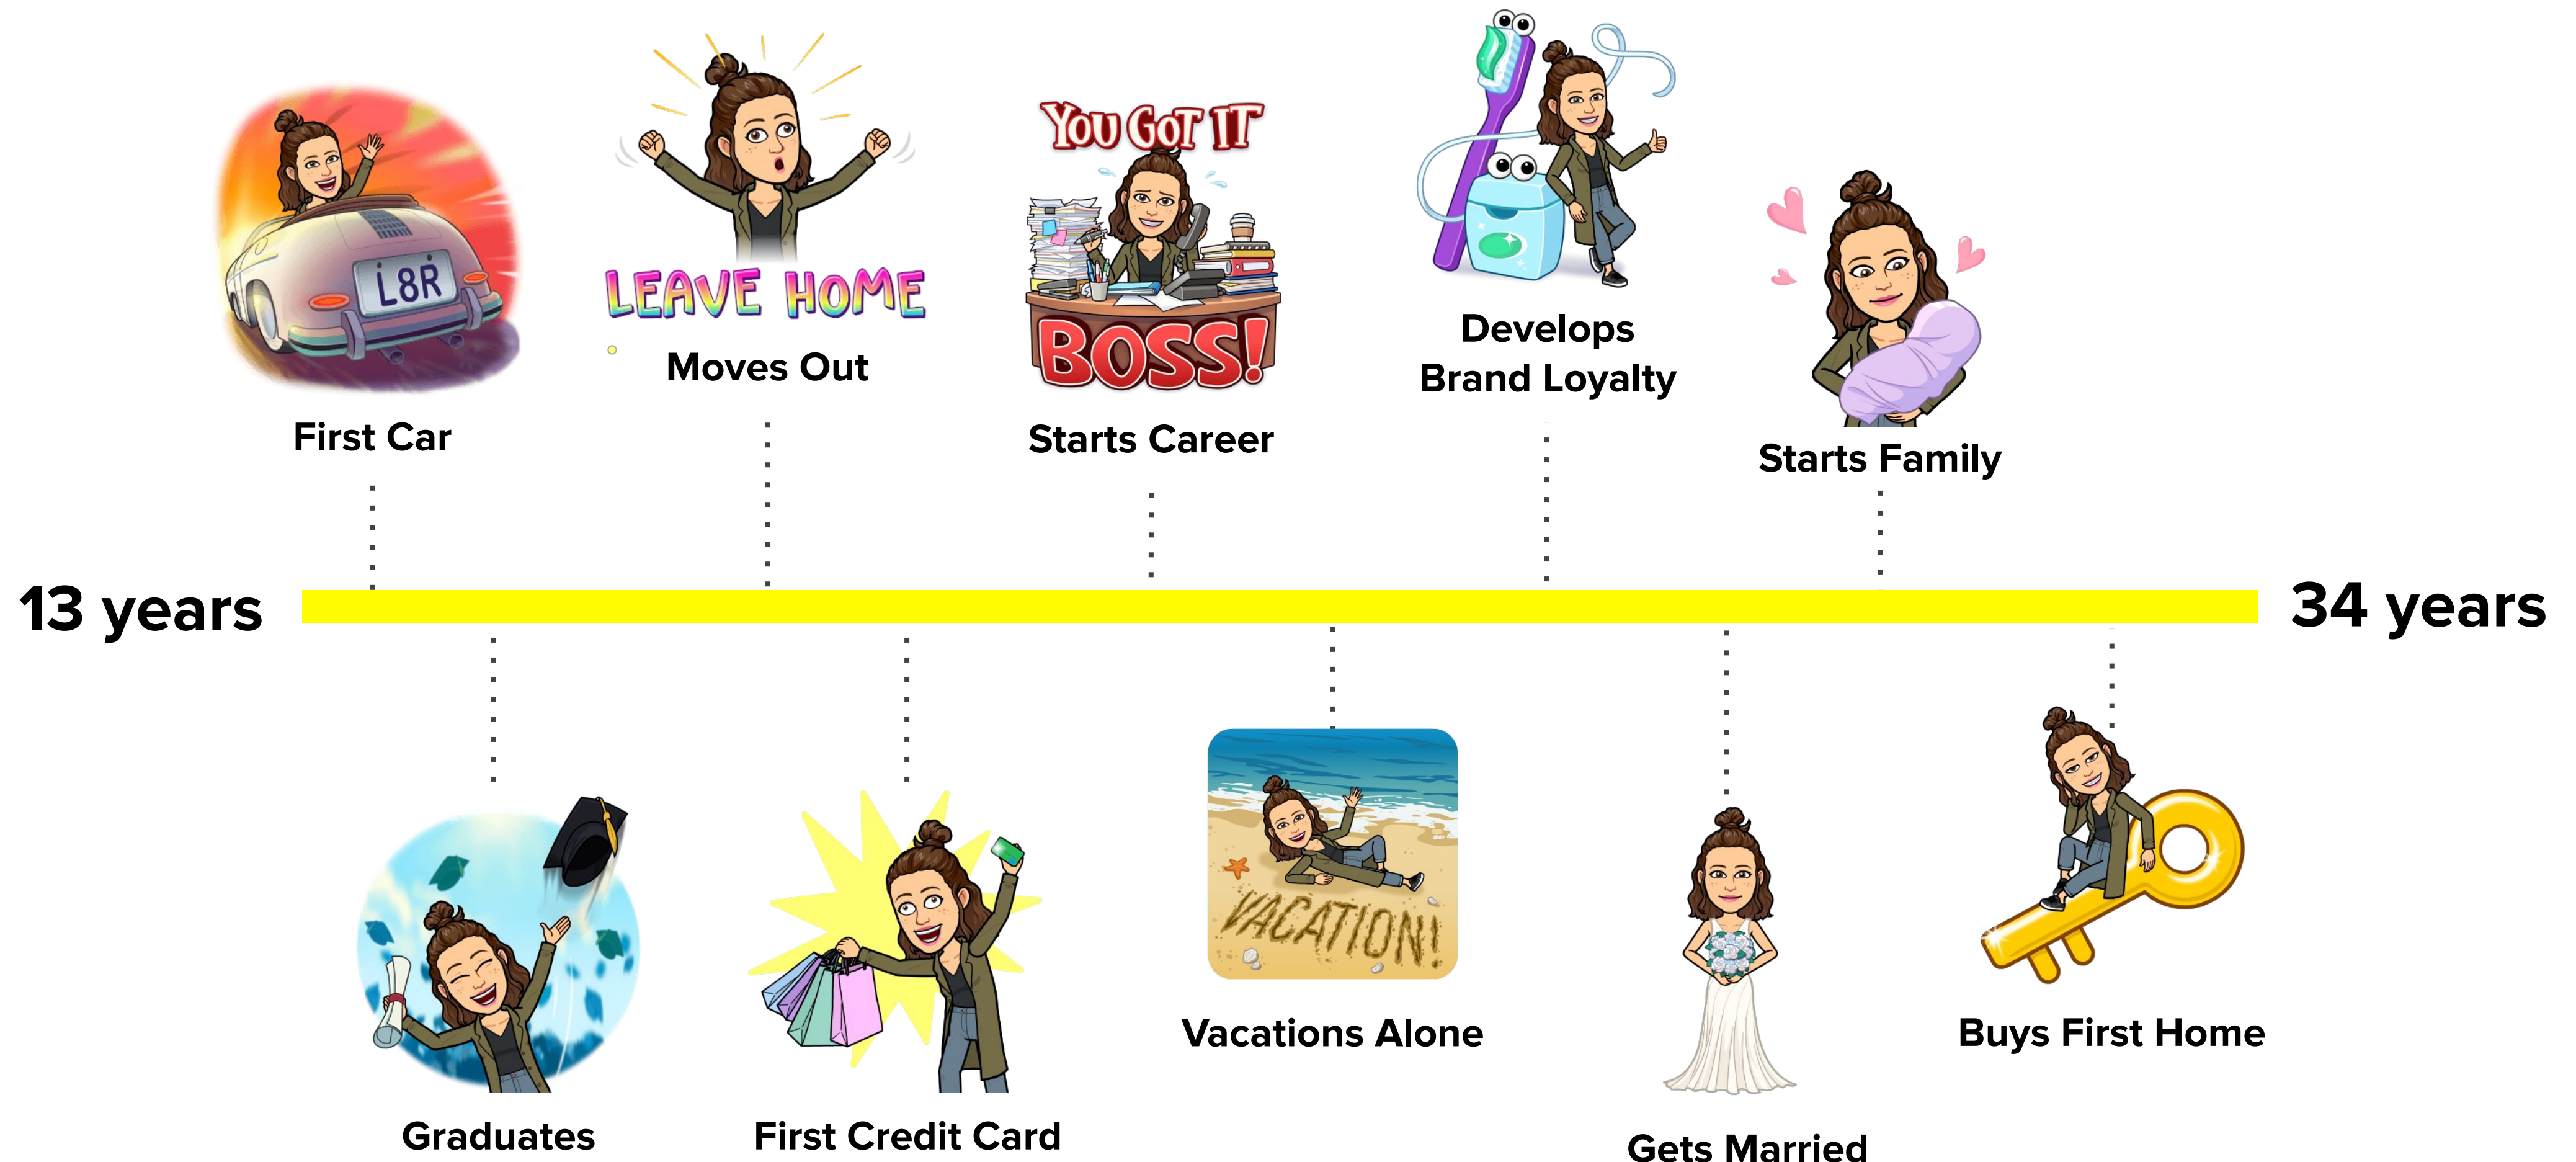 L8R
First Car
LEAVE HOME
Moves Out
YOU GOT IT
BOSS!
Starts Career
Develops
Brand Loyalty
Starts Family
13 years
34 years
Graduates
First Credit Card
VACATION!
Vacations Alone
Gets Married
Buys First Home